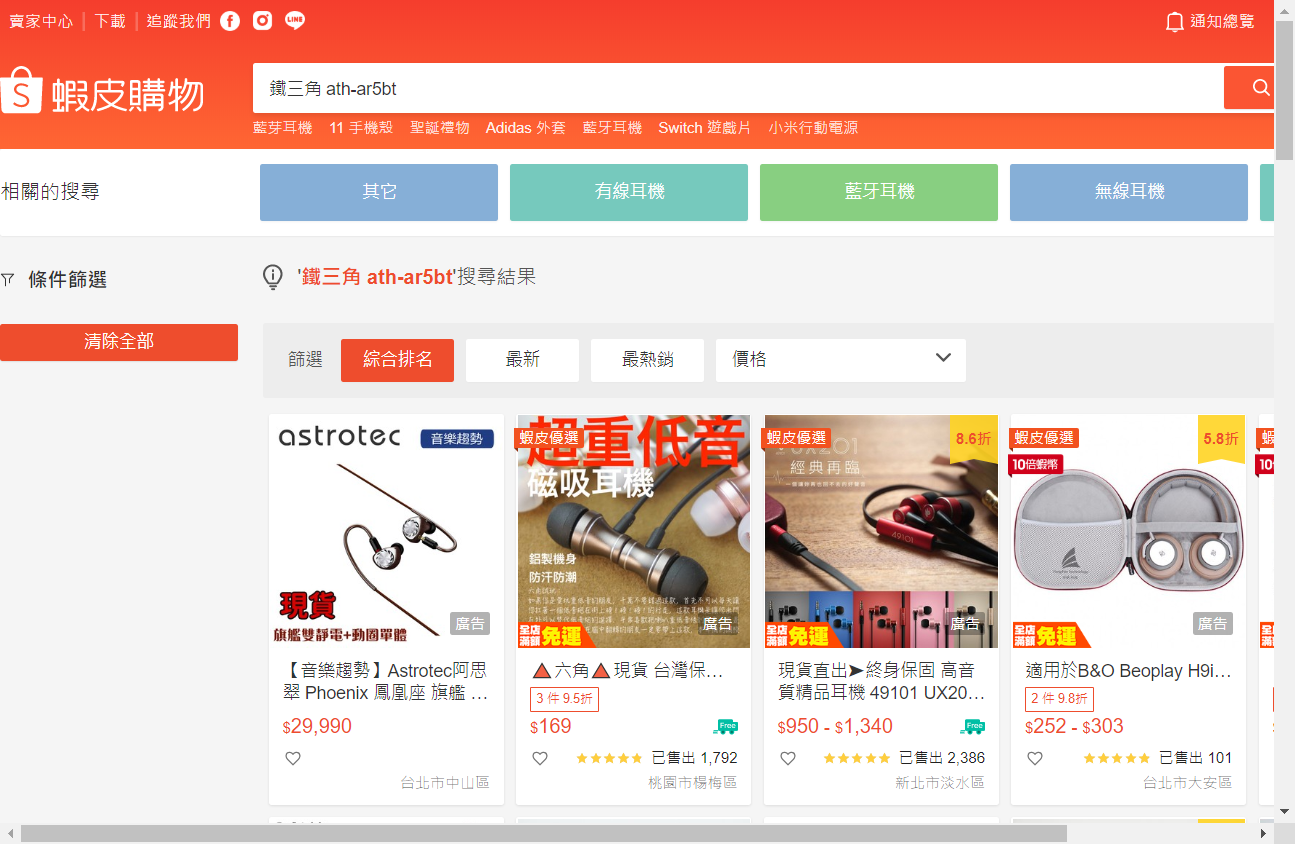 賣家中心
下載
追蹤我們
LINE
通知總覽
蝦皮購物
鐵三角 ath-ar5bt
藍芽耳機 11 手機殼 聖誕禮物 Adidas 外套 藍牙耳機 Switch 遊戲片 小米行動電源
相關的搜尋
其它
有線耳機
藍牙耳機
無線耳機
條件篩選
'鐵三角 ath-ar5bt'搜尋結果
清除全部
篩選
綜合排名
最新
最熱銷
價格
astrotec
音樂趨勢
現貨
旗艦雙靜電+動圈單體
廣告
【音樂趨勢】Astrotec阿思
翠 Phoenix 鳳凰座 旗艦 ...
$29,990
台北市中山區
蝦皮優選
超重低音
磁吸耳機
鋁製機身
防汗防潮
全店
滿額
免運
廣告
🔺六角🔺現貨 台灣保...
2 件 9.5折
$169
Free
已售出 1,792
桃園市楊梅區
蝦皮優選
8.6折
經典再臨
49101
全店
滿額
免運
廣告
現貨直出➤終身保固 高音
質精品耳機 49101 UX20...
$950 - $1,340
Free
已售出 2,386
新北市淡水區
蝦皮優選
5.8折
10倍蝦幣
全店
滿額
免運
廣告
適用於B&O Beoplay H9i...
2 件 9.8折
$252 - $303
已售出 101
台北市大安區